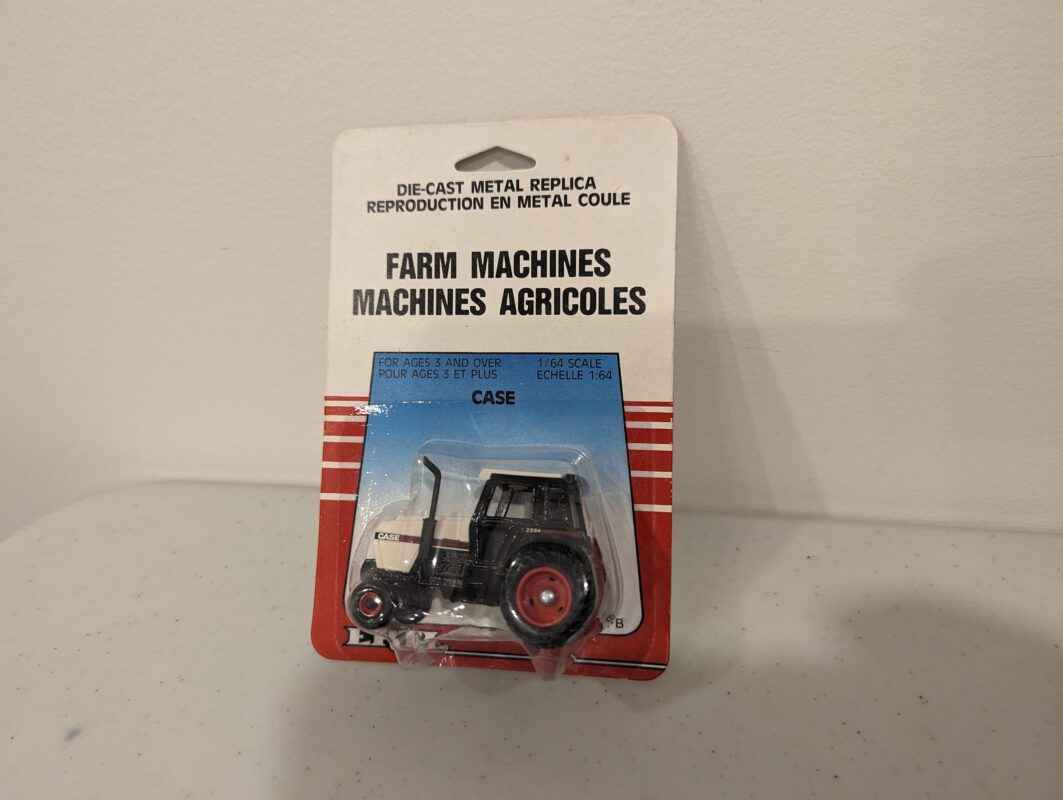 DIE-CAST METAL REPLICA
REPRODUCTION EN METAL COULE
FARM MACHINES
MACHINES AGRICOLES
FOR AGES 3 AND OVER
POUR AGES 3 ET PLUS
1/64 SCALE
ECHELLE 1:64
CASE
CASE
2594